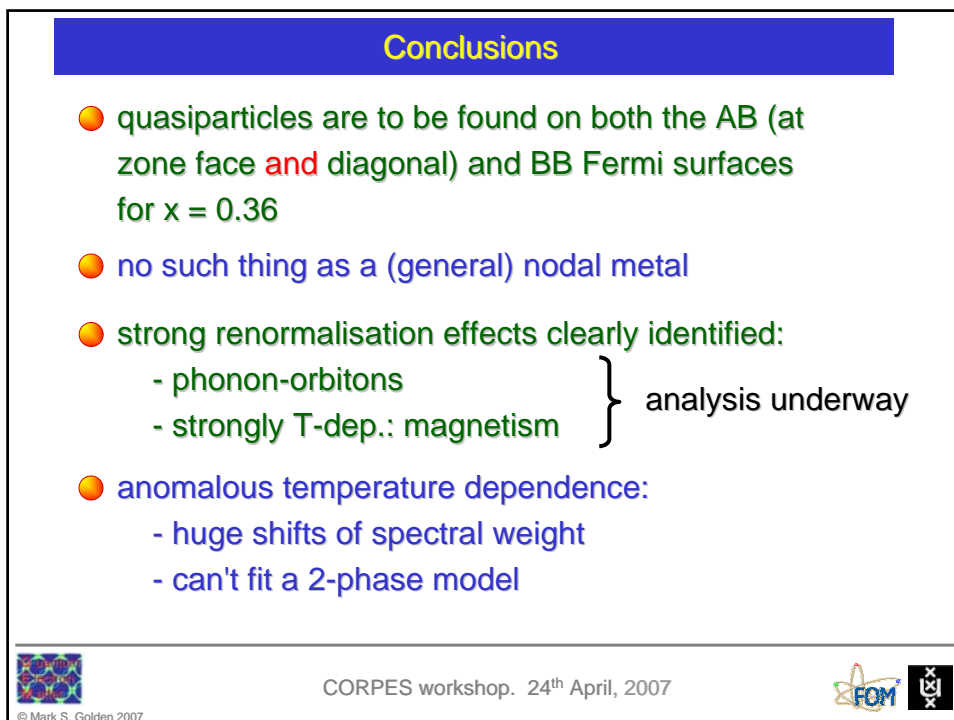 Conclusions
quasiparticles are to be found on both the AB (at
zone face and diagonal) and BB Fermi surfaces
for x = 0.36
no such thing as a (general) nodal metal
strong renormalisation effects clearly identified:
- phonon-orbitons
- strongly T-dep.: magnetism
analysis underway
anomalous temperature dependence:
- huge shifts of spectral weight
- can't fit a 2-phase model
Quantum
Electron
Matter
CORPES workshop. 24th April, 2007
FOM
© Mark S. Golden 2007